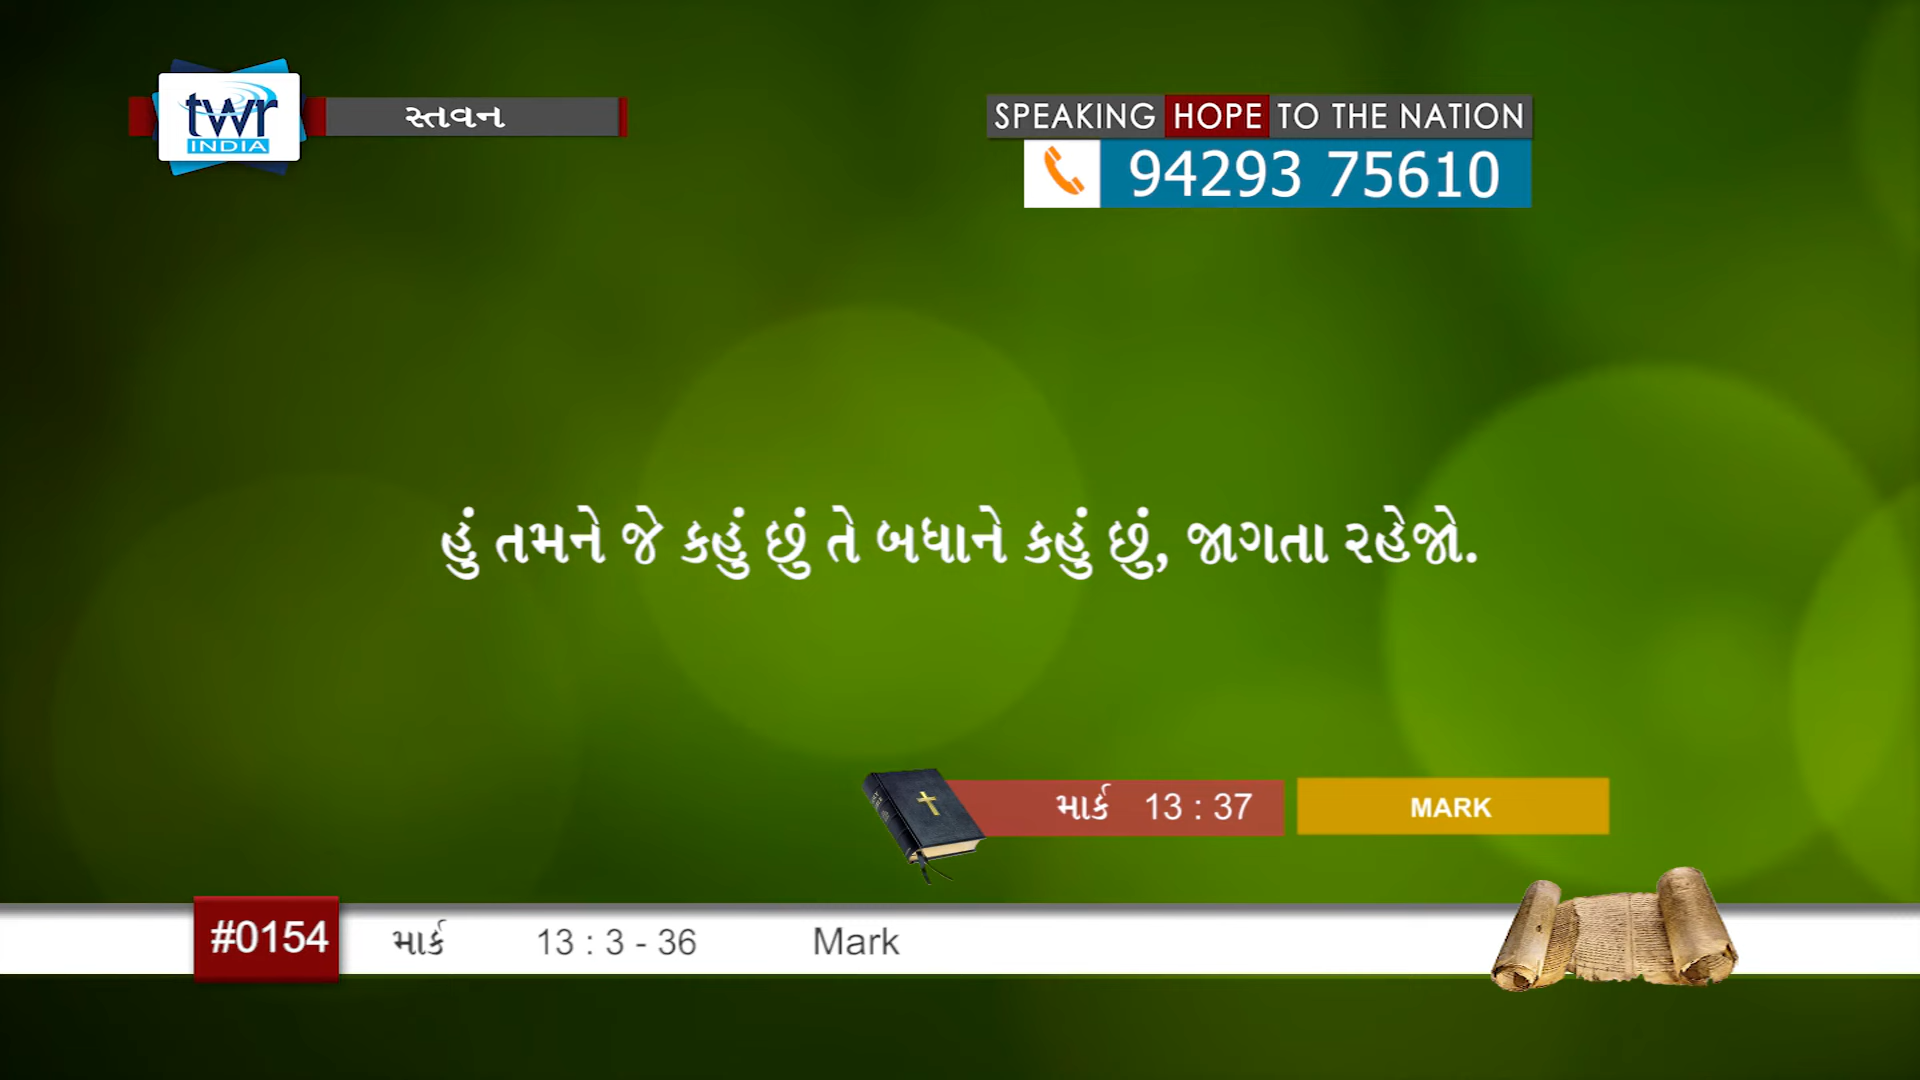 twr
INDIA
સ્તવન
SPEAKING HOPE TO THE NATION
94293 75610
હું તમને જે કહું છું તે બધાને કહું છું, જાગતા રહેજો.
માર્ક 13 : 37
MARK
#0154 માર્ક 13 : 3 - 36 Mark